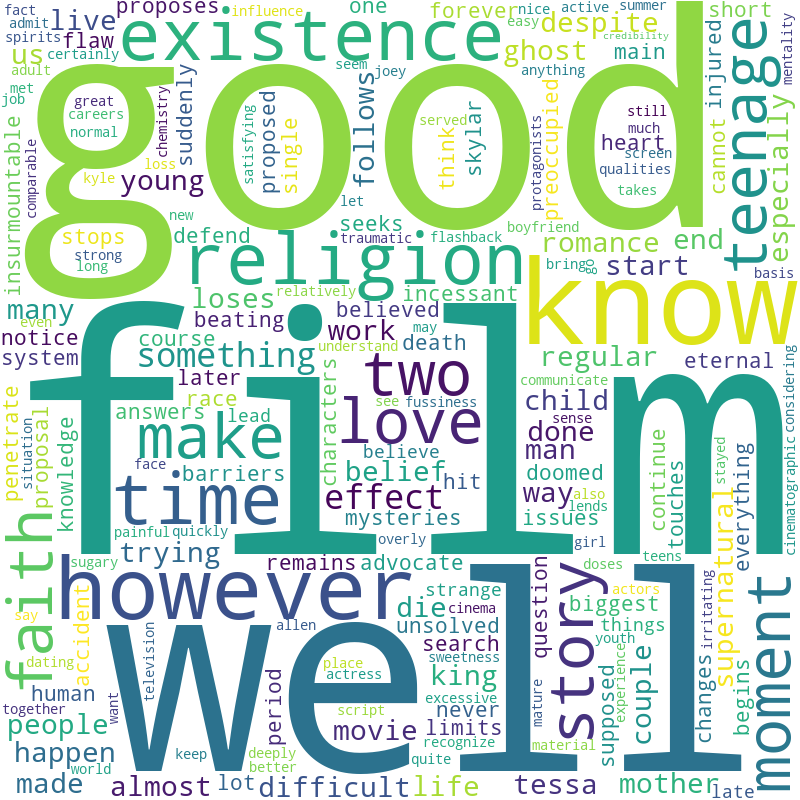 fact
admit
live
proposes
influence
one
nice
active
summer
existence
forever
easy
credibility
despite
short
spirits
flaw
us
certainly
seem
joey
ghost
main
anything
adult
met
job
good
great
careers
normal
suddenly
chemistry
satisfying
proposed
single
follows
served
think
skylar
protagonists
preoccupied
still
much
heart
screen
qualities
takes
cannot
injured
teenage
especially
mentality
insurmountable
comparable
kyle
loss
young
let
stops
strong
long
new
defend
seeks
traumatic
flashback
boyfriend
romance
end
bring
go
start
basis
religion
know
loses
relatively
incessant
many
beating
believed
notice
system
course
something
work
may
death
understand
regular
eternal
later
race
two
communicate
considering
cinematographic
answers
lead
make
love
characters
see
fussiness
child
sense
done
penetrate
situation
proposal
knowledge
face
barriers
believe
belief
hit
man
doomed
continue
touches
stayed
supernatural
everything
even
film
time
effect
way
also
lends
mysteries
issues
painful
quickly
overly
girl
faith
sugary
trying
remains
advocate
teens
doses
however
strange
die
cinema
actors
biggest
say
dating
accident
well
allen
unsolved
search
question
story
things
youth
irritating
changes
begins
moment
television
place
actress
sweetness
king
excessive
mature
supposed
experience
couple
together
human
want
period
script
never
limits
people
movie
recognize
material
happen
world
keep
deeply
better
quite
made
almost
lot
difficult
life
tessa
mother
late